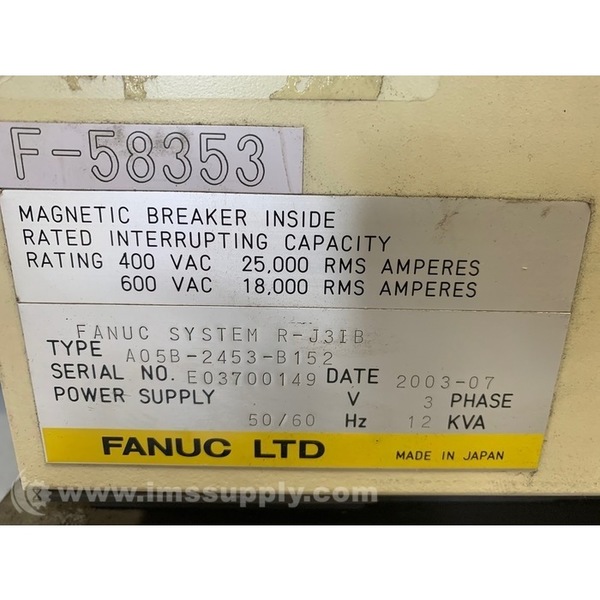 F-58353
MAGNETIC BREAKER INSIDE
RATED INTERRUPTING CAPACITY
RATING 400 VAC 25,000 RMS AMPERES
600 VAC 18,000 RMS AMPERES
FANUC SYSTEM R-J3IB
TYPE A05B-2453-B152
SERIAL NO. E03700149 DATE 2003-07
POWER SUPPLY V 3 PHASE
50/60 Hz 12 KVA
FANUC LTD MADE IN JAPAN
www.imssupply.com